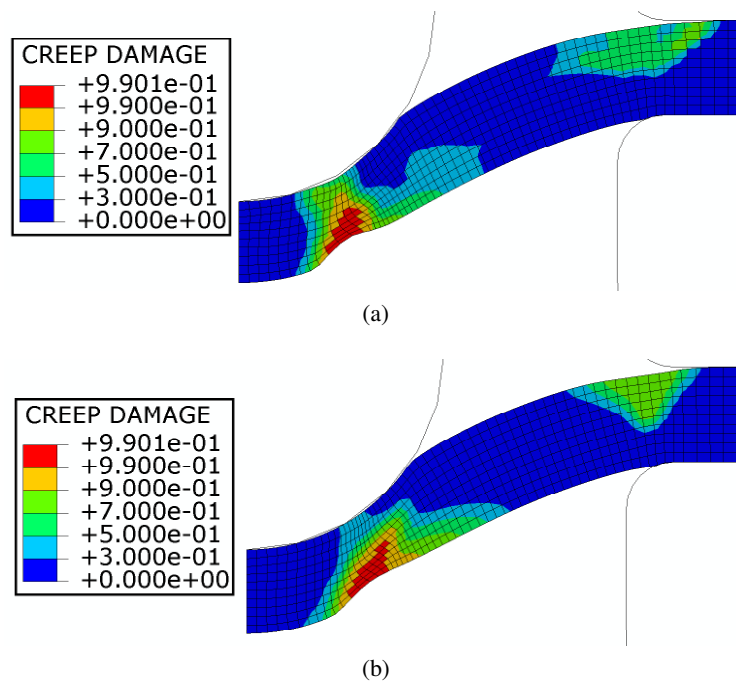 CREEP DAMAGE
+9.901e-01
+9.900e-01
+9.000e-01
+7.000e-01
+5.000e-01
+3.000e-01
+0.000e+00
(a)
CREEP DAMAGE
+9.901e-01
+9.900e-01
+9.000e-01
+7.000e-01
+5.000e-01
+3.000e-01
+0.000e+00
(b)